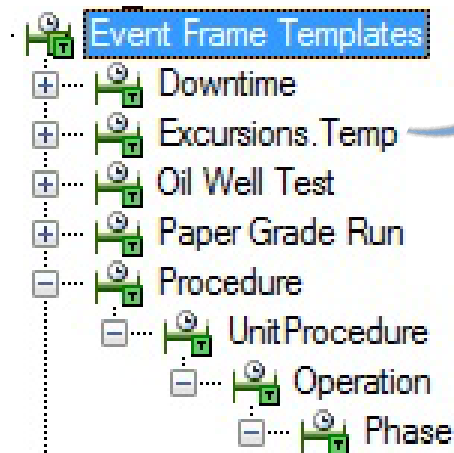 Event Frame Templates
Downtime
Excursions.Temp
Oil Well Test
Paper Grade Run
Procedure
UnitProcedure
Operation
Phase